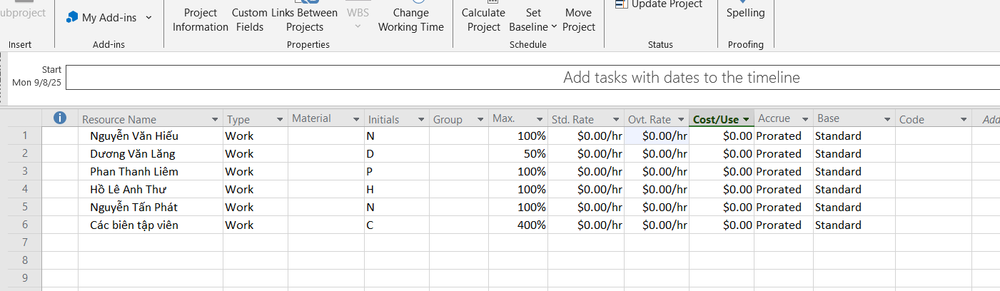 ubproject
My Add-ins
Project Information
Custom Fields
Links Between Projects
WBS
Change Working Time
Calculate Project
Set Baseline
Move Project
Update Project
Spelling
Insert
Add-ins
Properties
Schedule
Status
Proofing
Start
Mon 9/8/25
Add tasks with dates to the timeline
Resource Name Type Material Initials Group Max. Std. Rate Ovt. Rate Cost/Use Accrue Base Code Add
1 Nguyễn Văn Hiếu Work N 100% $0.00/hr $0.00/hr $0.00 Prorated Standard
2 Dương Văn Lăng Work D 50% $0.00/hr $0.00/hr $0.00 Prorated Standard
3 Phan Thanh Liêm Work P 100% $0.00/hr $0.00/hr $0.00 Prorated Standard
4 Hồ Lê Anh Thư Work H 100% $0.00/hr $0.00/hr $0.00 Prorated Standard
5 Nguyễn Tấn Phát Work N 100% $0.00/hr $0.00/hr $0.00 Prorated Standard
6 Các biên tập viên Work C 400% $0.00/hr $0.00/hr $0.00 Prorated Standard
7
8
9